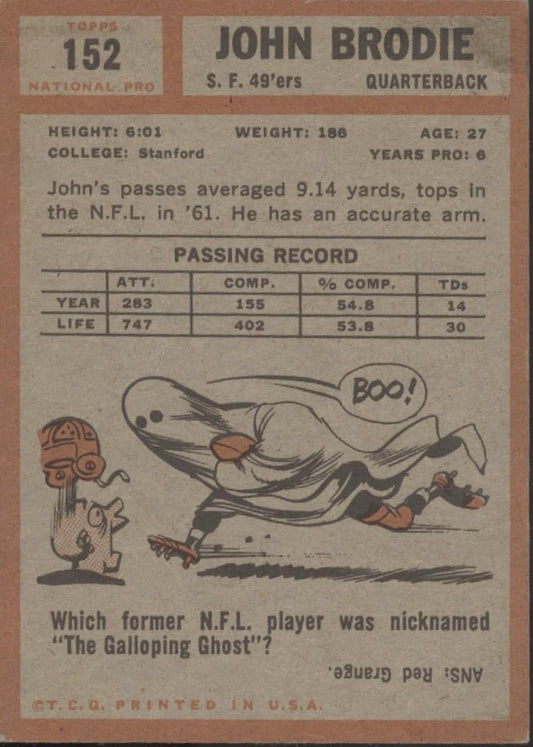 TOPPS
152
NATIONAL PRO
JOHN BRODIE
S. F. 49'ers QUARTERBACK
HEIGHT: 6:01 WEIGHT: 186 AGE: 27
COLLEGE: Stanford YEARS PRO: 6
John's passes averaged 9.14 yards, tops in
the N.F.L. in '61. He has an accurate arm.
PASSING RECORD
ATT. COMP. % COMP. TDs
YEAR 283 155 54.8 14
LIFE 747 402 53.8 30
BOO!
Which former N.F.L. player was nicknamed
"The Galloping Ghost"?
ANS: Red Grange.
©T.C.G. PRINTED IN U.S.A.